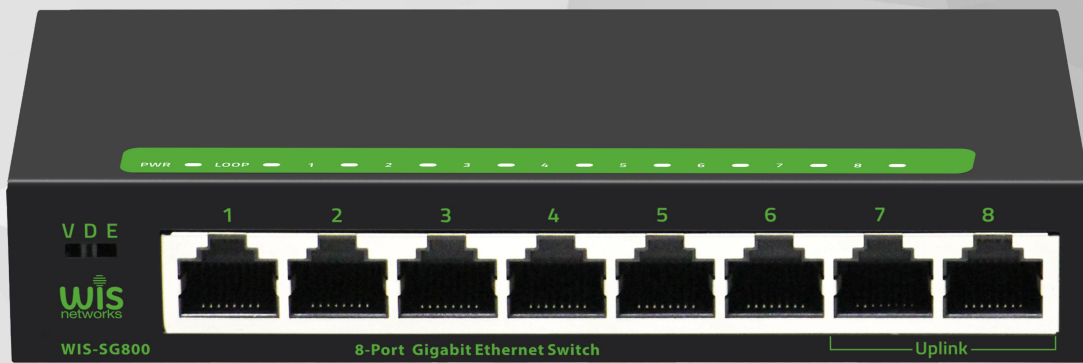 PWR LOOP 1 2 3 4 5 6 7 8
1 2 3 4 5 6 7 8
V D E
wis
networks
WIS-SG800 8-Port Gigabit Ethernet Switch Uplink